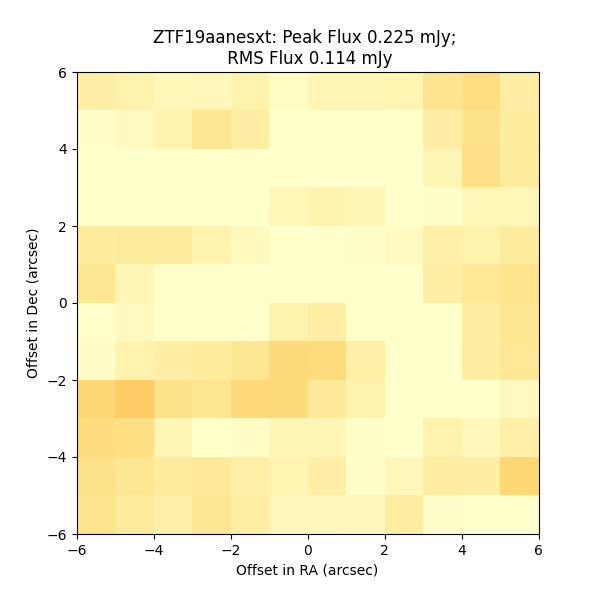 ZTF19aanesxt: Peak Flux 0.225 mJy;
RMS Flux 0.114 mJy
6
4
2
0
−2
−4
−6
Offset in Dec (arcsec)
−6 −4 −2 0 2 4 6
Offset in RA (arcsec)